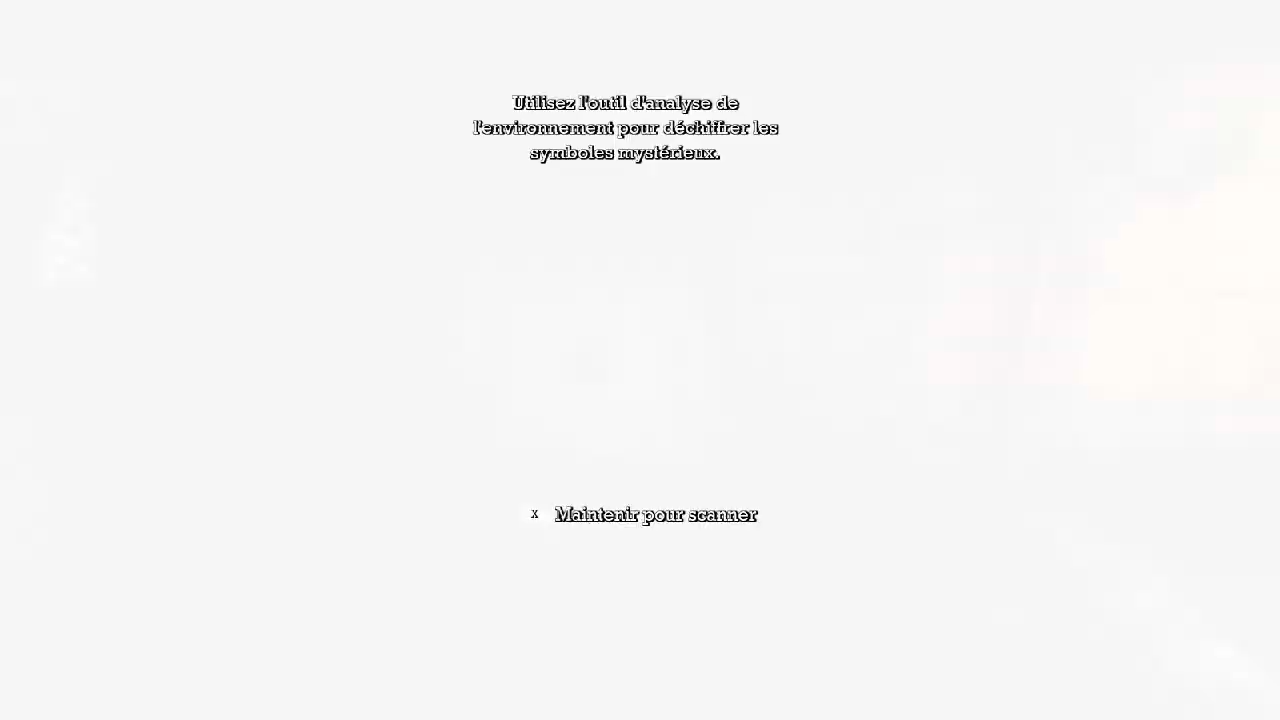 Utilisez l'outil d'analyse de
l'environnement pour déchiffrer les
symboles mystérieux.
x Maintenir pour scanner